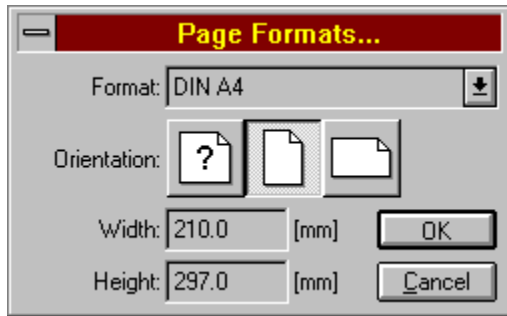 Page Formats...
Format: DIN A4
Orientation: ?
Width: 210.0 [mm] OK
Height: 297.0 [mm] Cancel